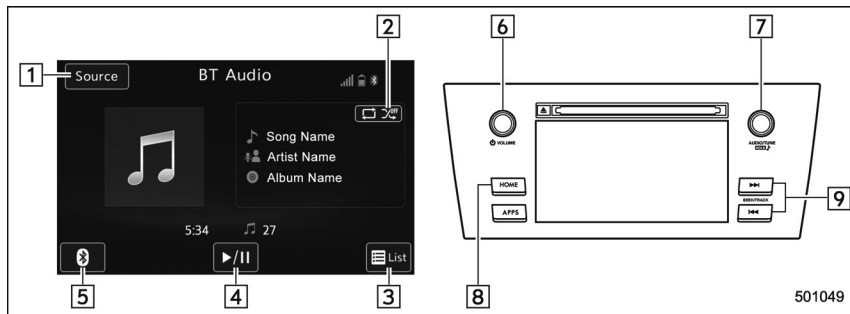 1
Source
BT Audio
2
OFF
Song Name
Artist Name
Album Name
5:34
27
List
5
4
3
6
7
VOLUME
AUDIO/TUNE
HOME
APPS
SEEK/TRACK
8
9
501049